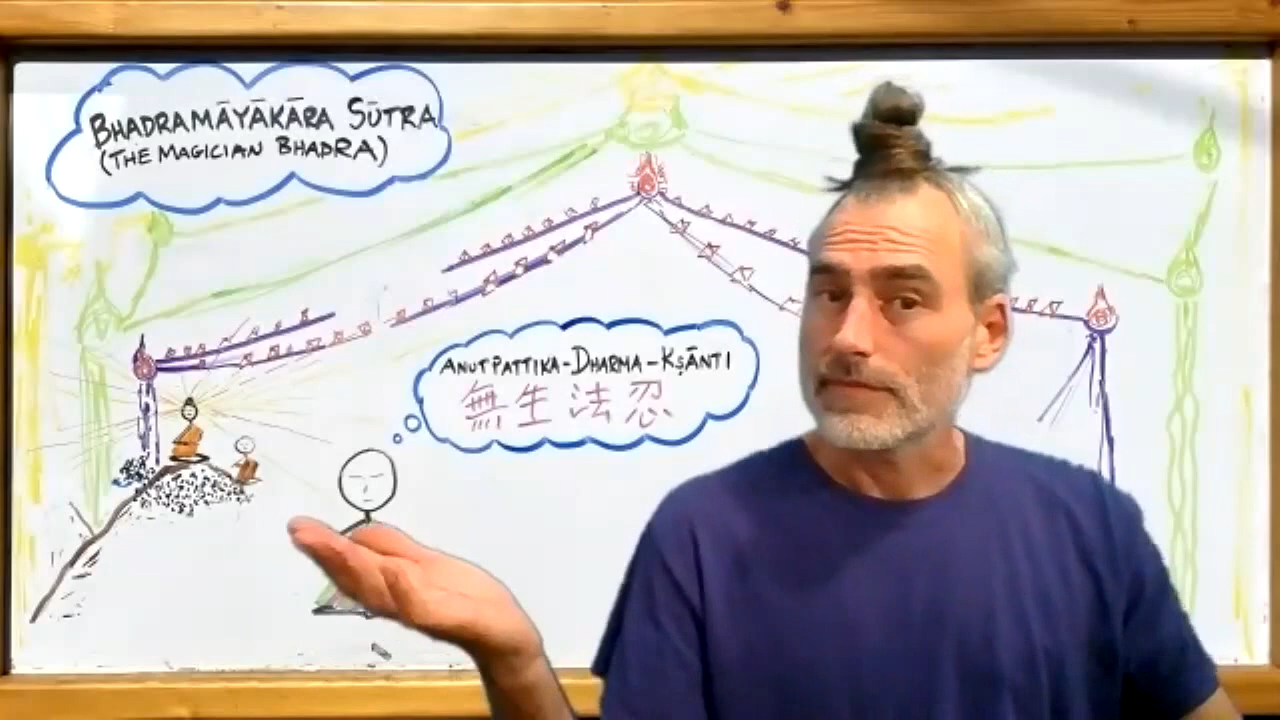 BHADRAMĀYĀKĀRA SŪTRA
(THE MAGICIAN BHADRA)
ANUTPATTIKA-DHARMA-KṢĀNTI
無生法忍